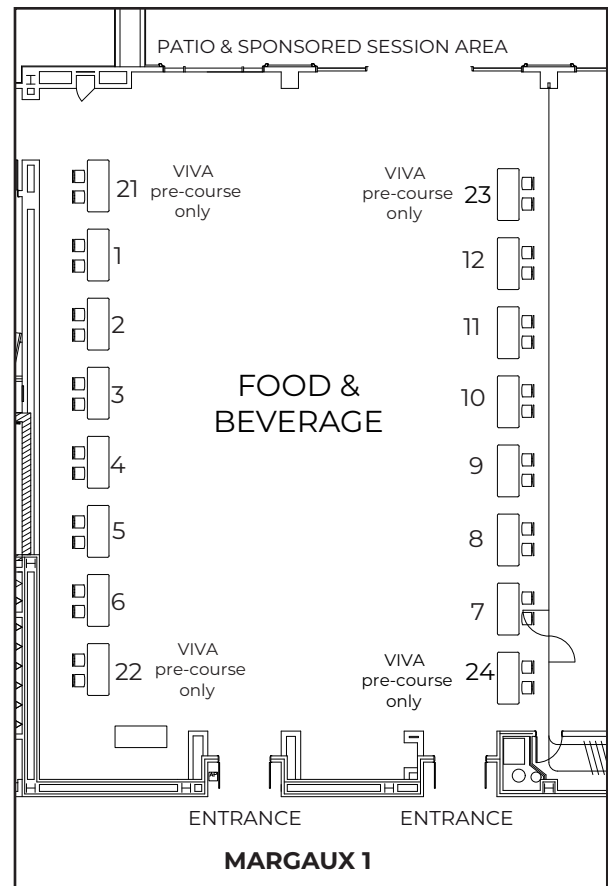 PATIO & SPONSORED SESSION AREA
21
VIVA
pre-course
only
VIVA
pre-course
only
23
1
12
2
11
3
FOOD &
BEVERAGE
10
4
9
5
8
6
7
22
VIVA
pre-course
only
VIVA
pre-course
only
24
ENTRANCE
ENTRANCE
MARGAUX 1